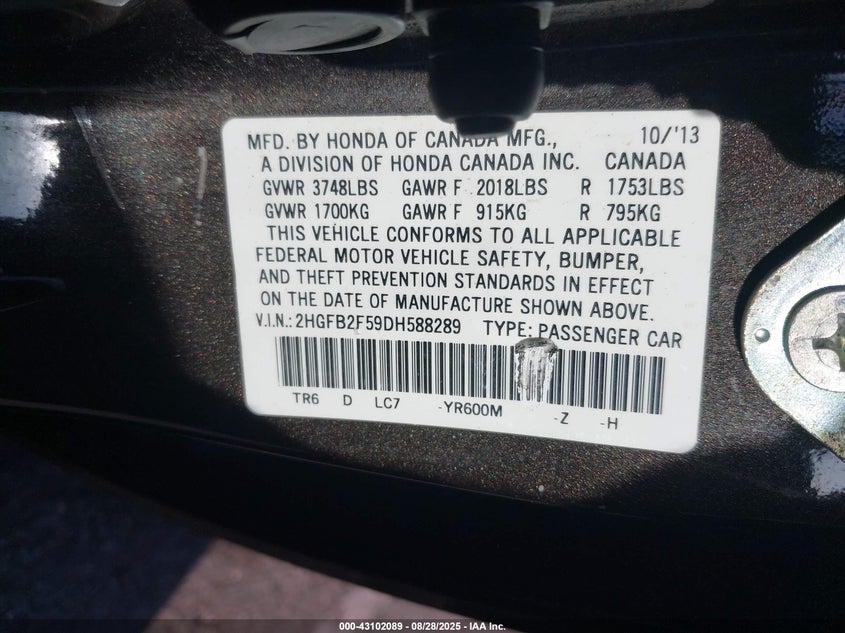 MFD. BY HONDA OF CANADA MFG., 10/'13
A DIVISION OF HONDA CANADA INC. CANADA
GVWR 3748LBS GAWR F 2018LBS R 1753LBS
GVWR 1700KG GAWR F 915KG R 795KG
THIS VEHICLE CONFORMS TO ALL APPLICABLE
FEDERAL MOTOR VEHICLE SAFETY, BUMPER,
AND THEFT PREVENTION STANDARDS IN EFFECT
ON THE DATE OF MANUFACTURE SHOWN ABOVE.
V.I.N.: 2HGFB2F59DH588289 TYPE: PASSENGER CAR
TR6 D LC7 -YR600M -Z -H
000-43102089 - 08/28/2025 - IAA Inc.